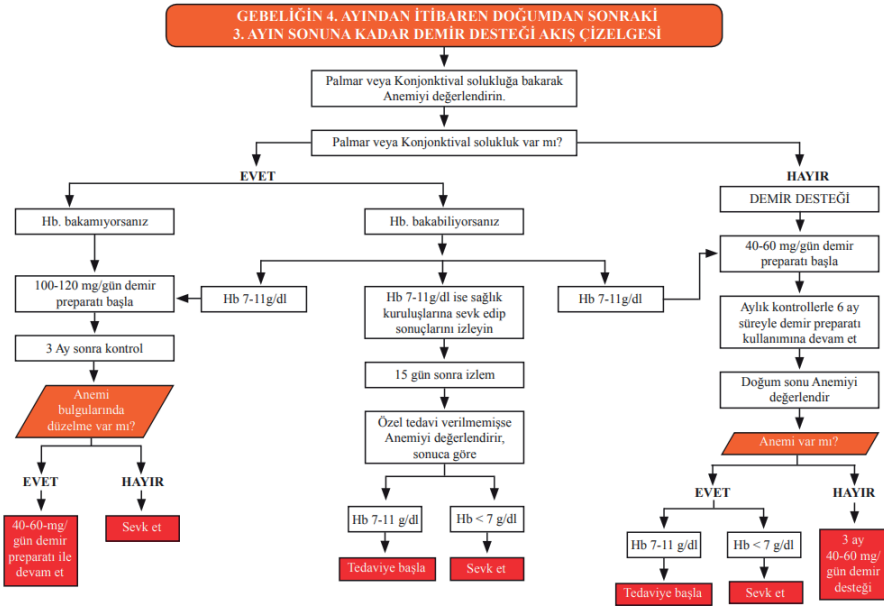 GEBELİĞİN 4. AYINDAN İTİBAREN DOĞUMDAN SONRAKİ
3. AYIN SONUNA KADAR DEMİR DESTEĞİ AKIŞ ÇİZELGESİ
Palmar veya Konjonktival solukluğa bakarak
Anemiyi değerlendirin.
Palmar veya Konjonktival solukluk var mı?
EVET
HAYIR
Hb. bakamıyorsanız
Hb. bakabiliyorsanız
DEMİR DESTEĞİ
100-120 mg/gün demir
preparatı başla
Hb 7-11g/dl
Hb 7-11g/dl ise sağlık
kuruluşlarına sevk edip
sonuçlarını izleyin
Hb 7-11g/dl
40-60 mg/gün demir
preparatı başla
3 Ay sonra kontrol
15 gün sonra izlem
Aylık kontrollerle 6 ay
süreyle demir preparatı
kullanımına devam et
Anemi
bulgularında
düzelme var mı?
Özel tedavi verilmemişse
Anemiyi değerlendirir,
sonuca göre
Doğum sonu Anemiyi
değerlendir
Anemi var mı?
EVET
HAYIR
40-60-mg/
gün demir
preparatı ile
devam et
Sevk et
Hb 7-11 g/dl
Hb < 7 g/dl
Tedaviye başla
Sevk et
EVET
HAYIR
Hb 7-11 g/dl
Hb < 7 g/dl
Tedaviye başla
Sevk et
3 ay
40-60 mg/
gün demir
desteği